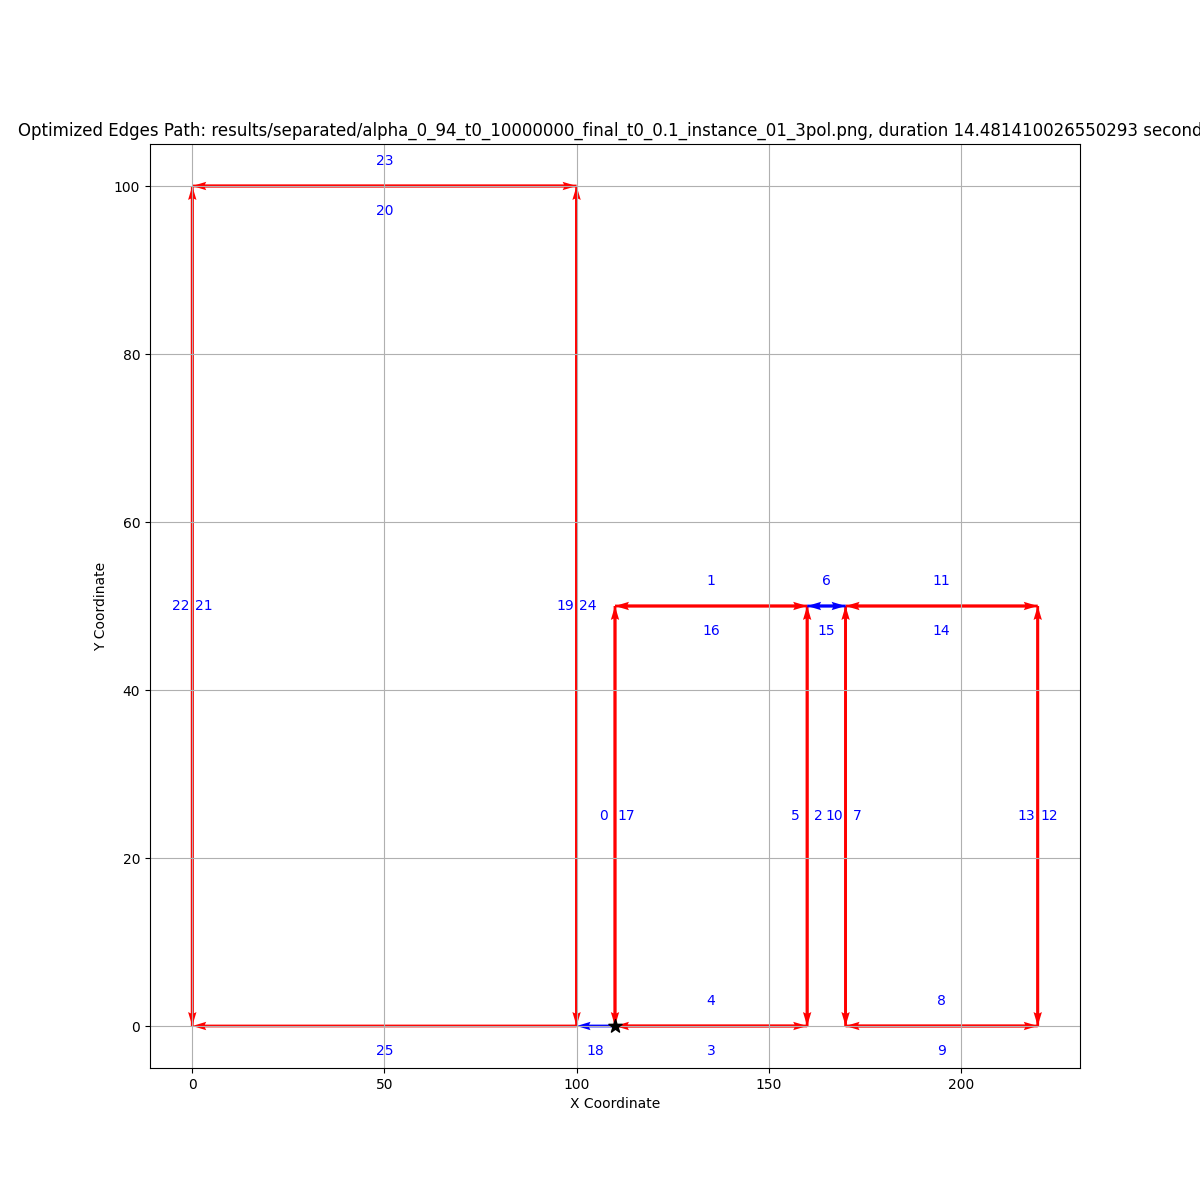 Optimized Edges Path: results/separated/alpha_0_94_t0_10000000_final_t0_0.1_instance_01_3pol.png, duration 14.481410026550293 second
23
100
20
80
60
1 6 11
22 21 19 24
16 15 14
Y Coordinate
40
0 17 5 2 10 7 13 12
20
4 8
0
25 18 3 9
0 50 100 150 200
X Coordinate